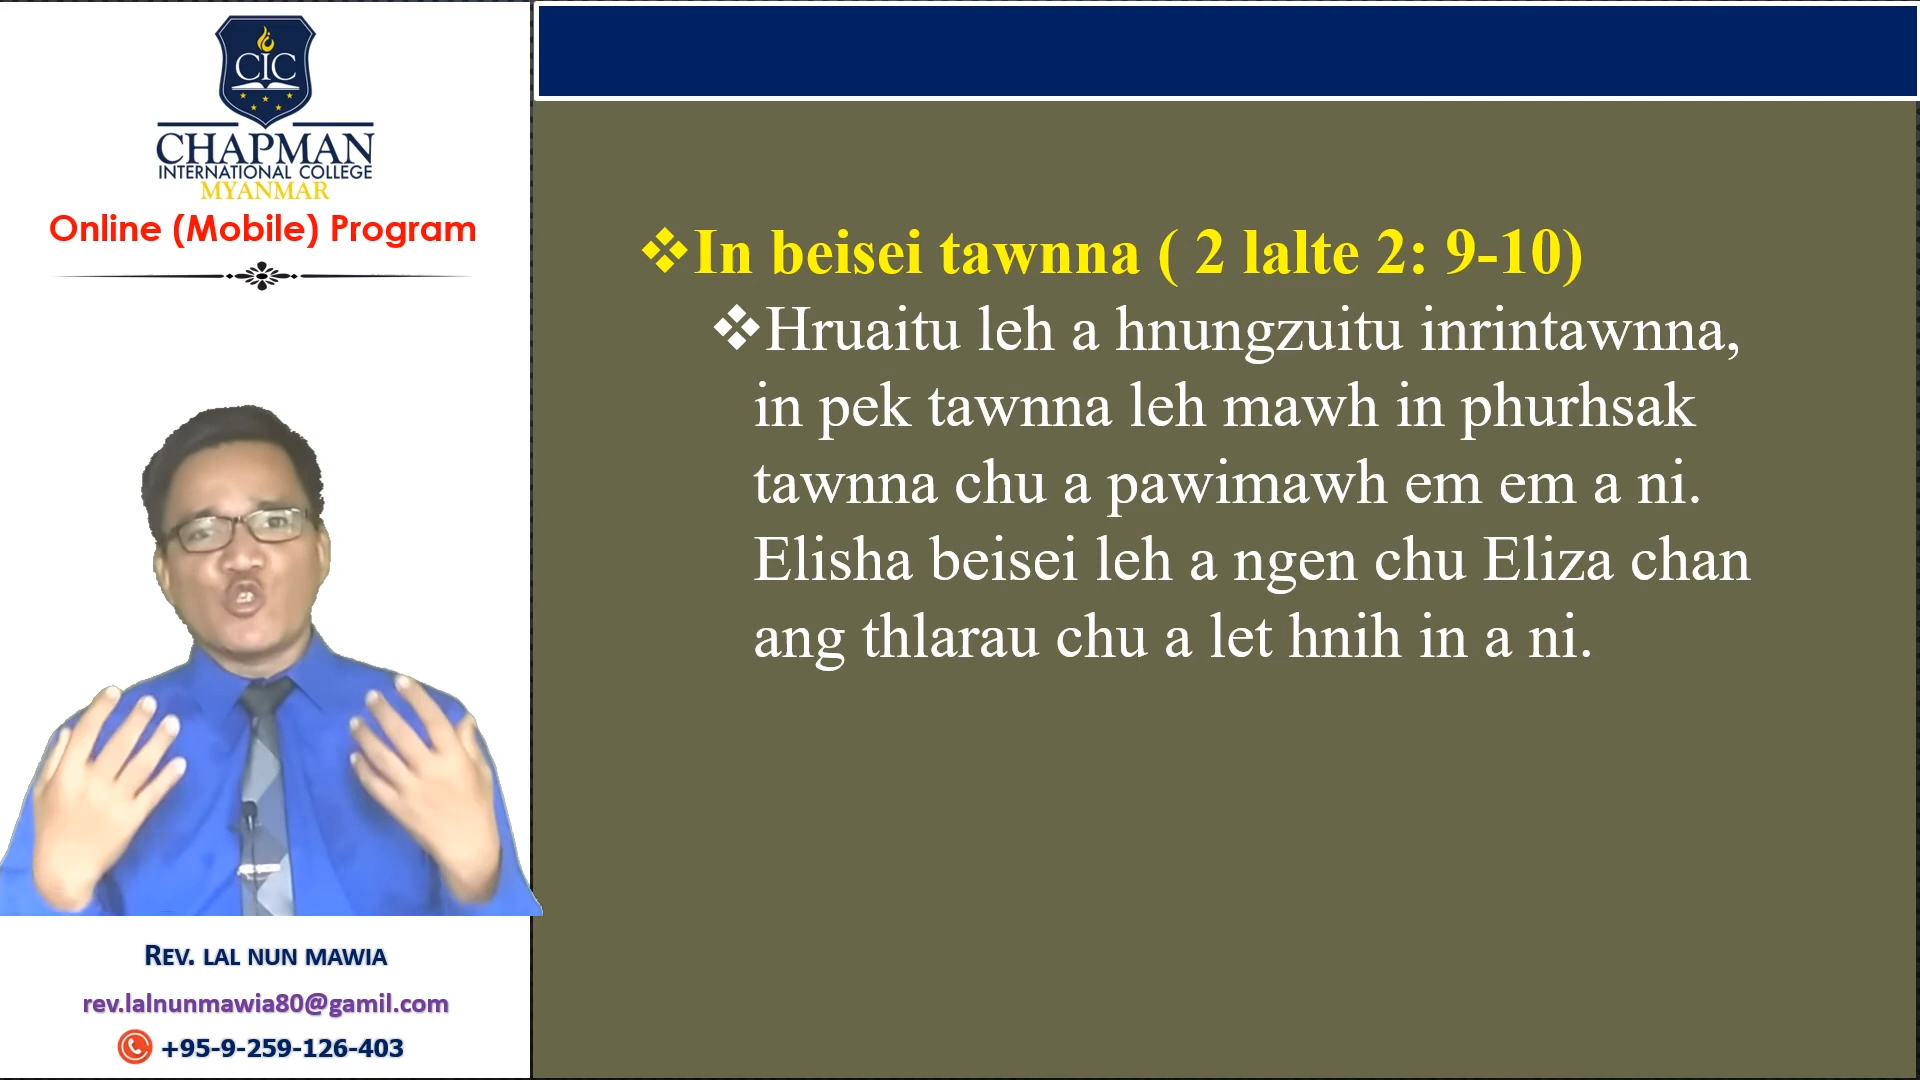 CIC
CHAPMAN
INTERNATIONAL COLLEGE
MYANMAR
Online (Mobile) Program
REV. LAL NUN MAWIA
rev.lalnunmawia80@gamil.com
+95-9-259-126-403
❖In beisei tawnna ( 2 lalte 2: 9-10)
❖Hruaitu leh a hnungzuitu inrintawnna,
in pek tawnna leh mawh in phurhsak
tawnna chu a pawimawh em em a ni.
Elisha beisei leh a ngen chu Eliza chan
ang thlarau chu a let hnih in a ni.